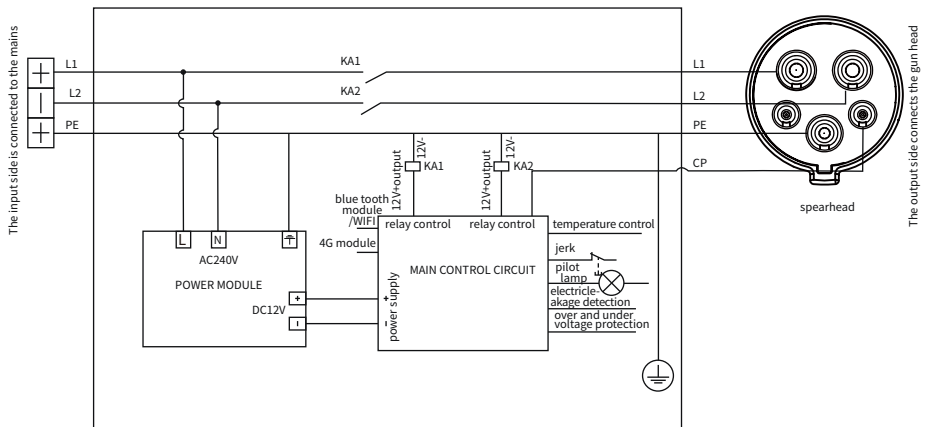 The input side is connected to the mains
L1
L2
PE
KA1
KA2
L1
L2
PE
CP
The output side connects the gun head
spearhead
12V+output
12V-
KA1
12V+output
12V-
KA2
blue tooth
module
/WIFI
4G module
relay control
relay control
MAIN CONTROL CIRCUIT
power supply
+
-
temperature control
jerk
pilot
lamp
electricle-
akage detection
over and under
voltage protection
L
N
AC240V
POWER MODULE
DC12V
+
-